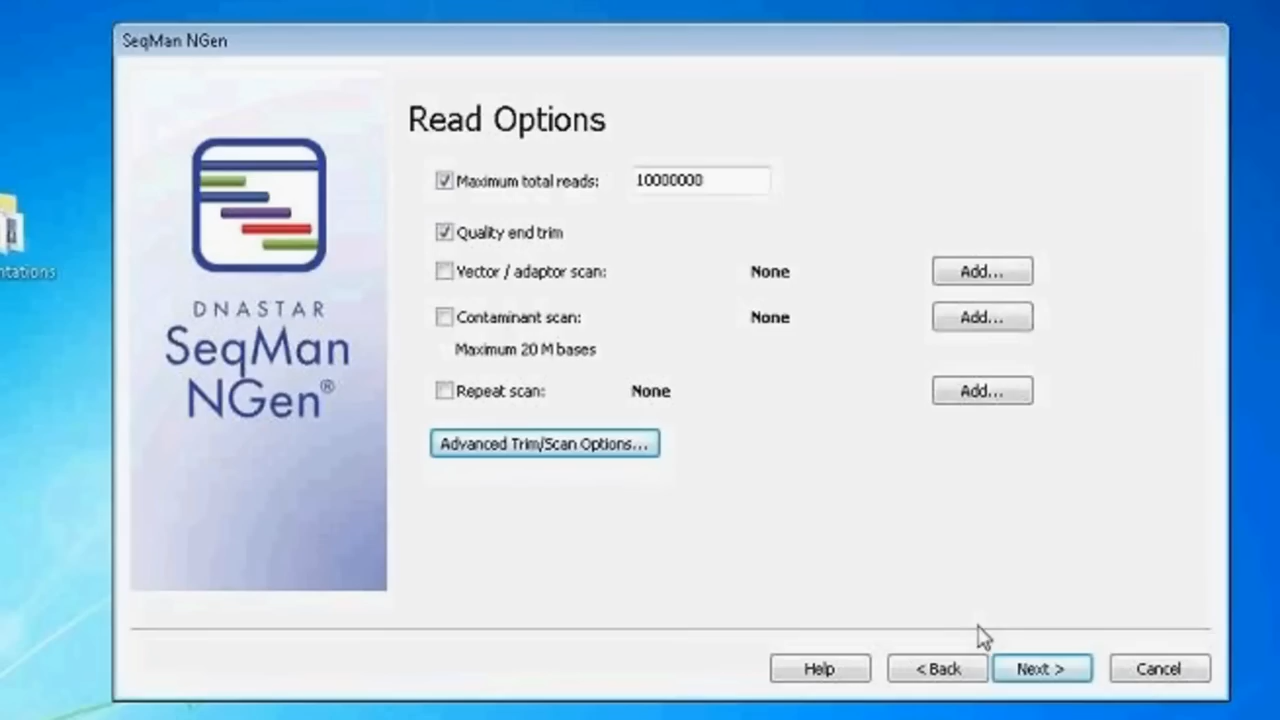 SeqMan NGen
Read Options
Maximum total reads: 10000000
Quality end trim
Vector / adaptor scan: None Add...
Contaminant scan: None Add...
Maximum 20 M bases
Repeat scan: None Add...
Advanced Trim/Scan Options...
DNASTAR
SeqMan
NGen®
ntations
Help < Back Next > Cancel